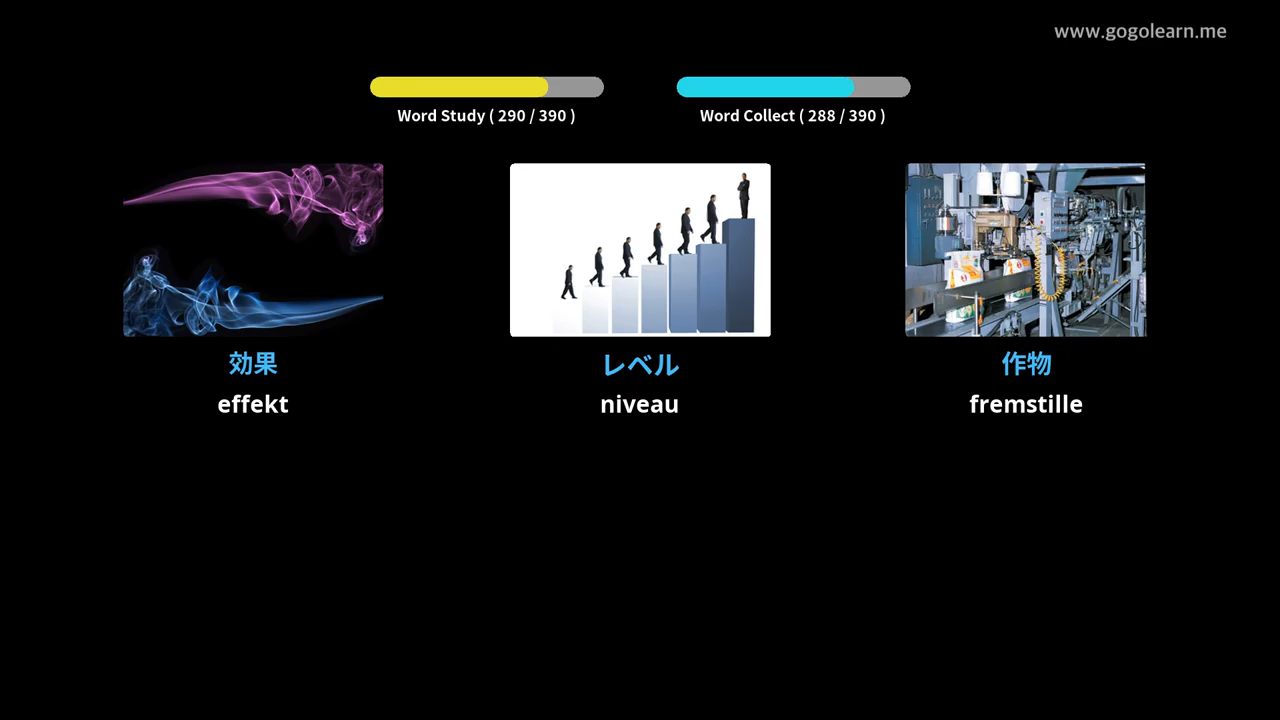 www.gogolearn.me
Word Study ( 290 / 390 )
Word Collect ( 288 / 390 )
効果
レベル
作物
effekt
niveau
fremstille